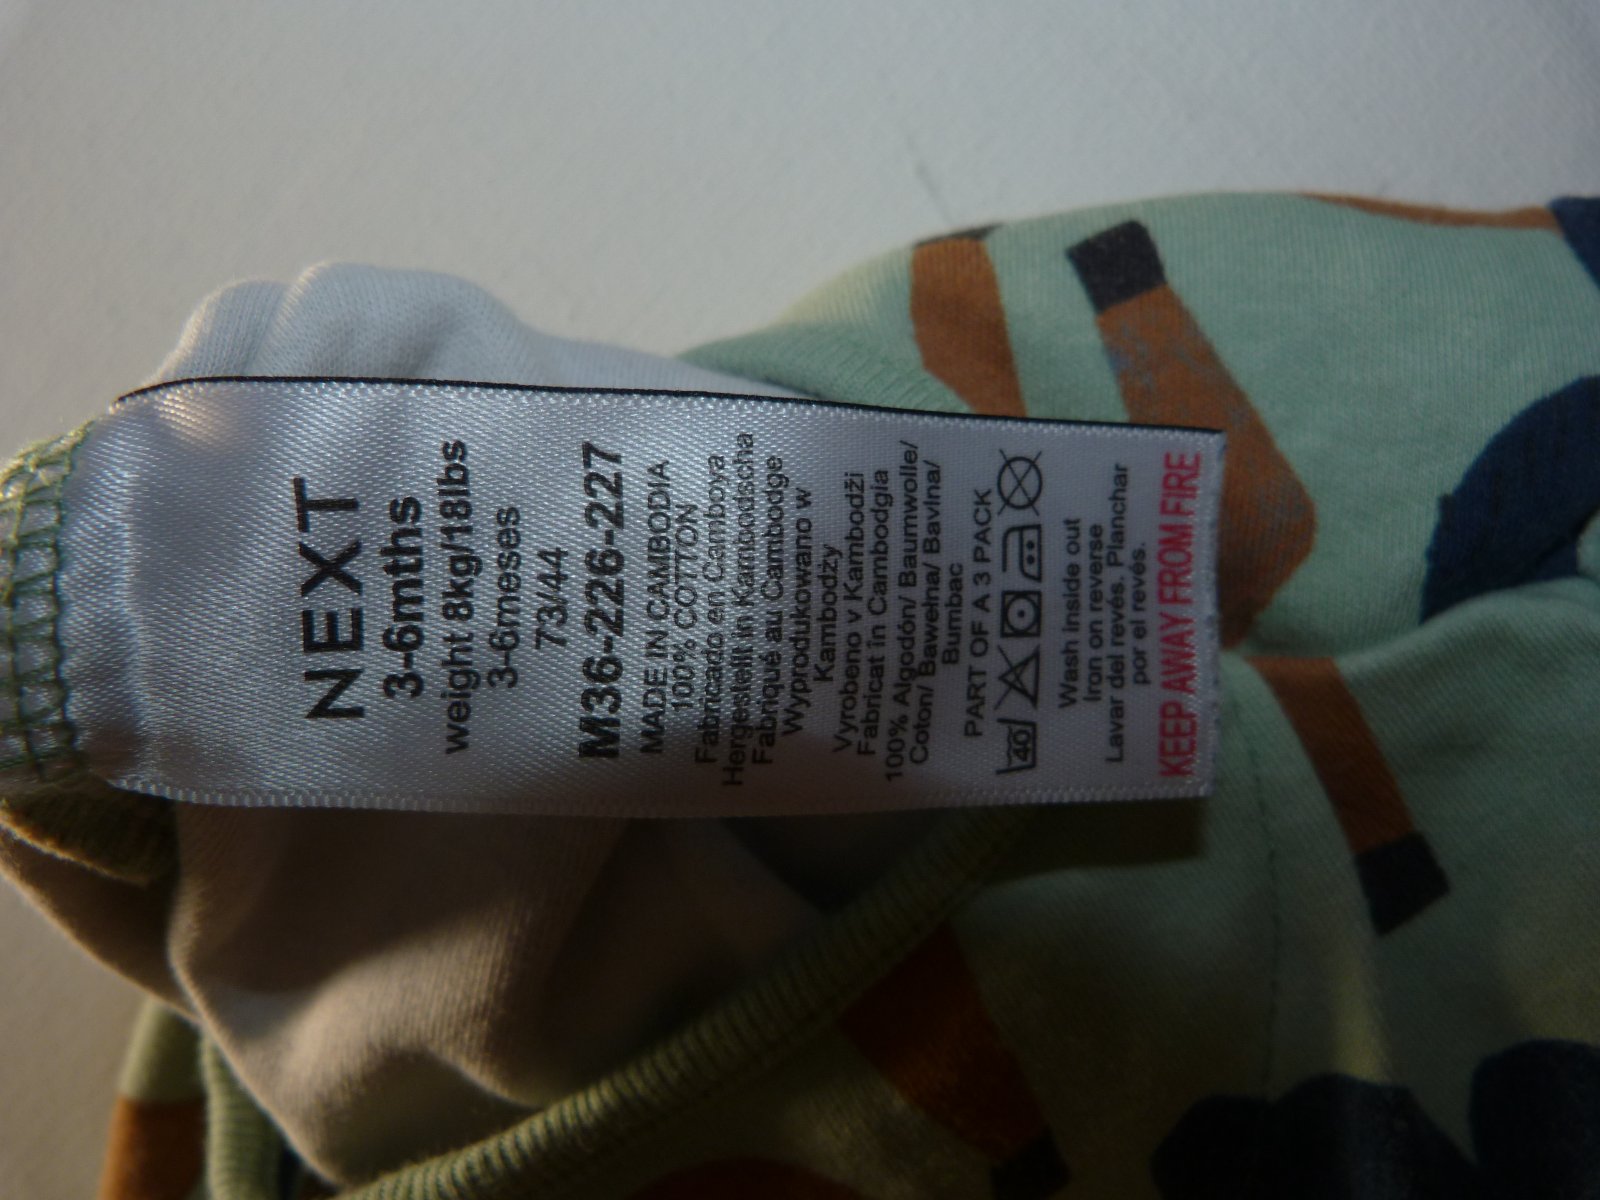 NEXT
3-6mths
weight 8kg/18lbs
3-6meses
73/44
M36-226-227
MADE IN CAMBODIA
100% COTTON
Fabricado en Camboya
Hergestellt in Kambodscha
Fabriqué au Cambodge
Wyprodukowano w
Kambodży
Vyrobeno v Kambodži
Fabricat in Cambodgia
100% Algodón/ Baumwolle/
Coton/ Bawełna/ Bavlna/
Bumbac
PART OF A 3 PACK
40
Wash inside out
Iron on reverse
Lavar del revés. Planchar
por el revés.
KEEP AWAY FROM FIRE